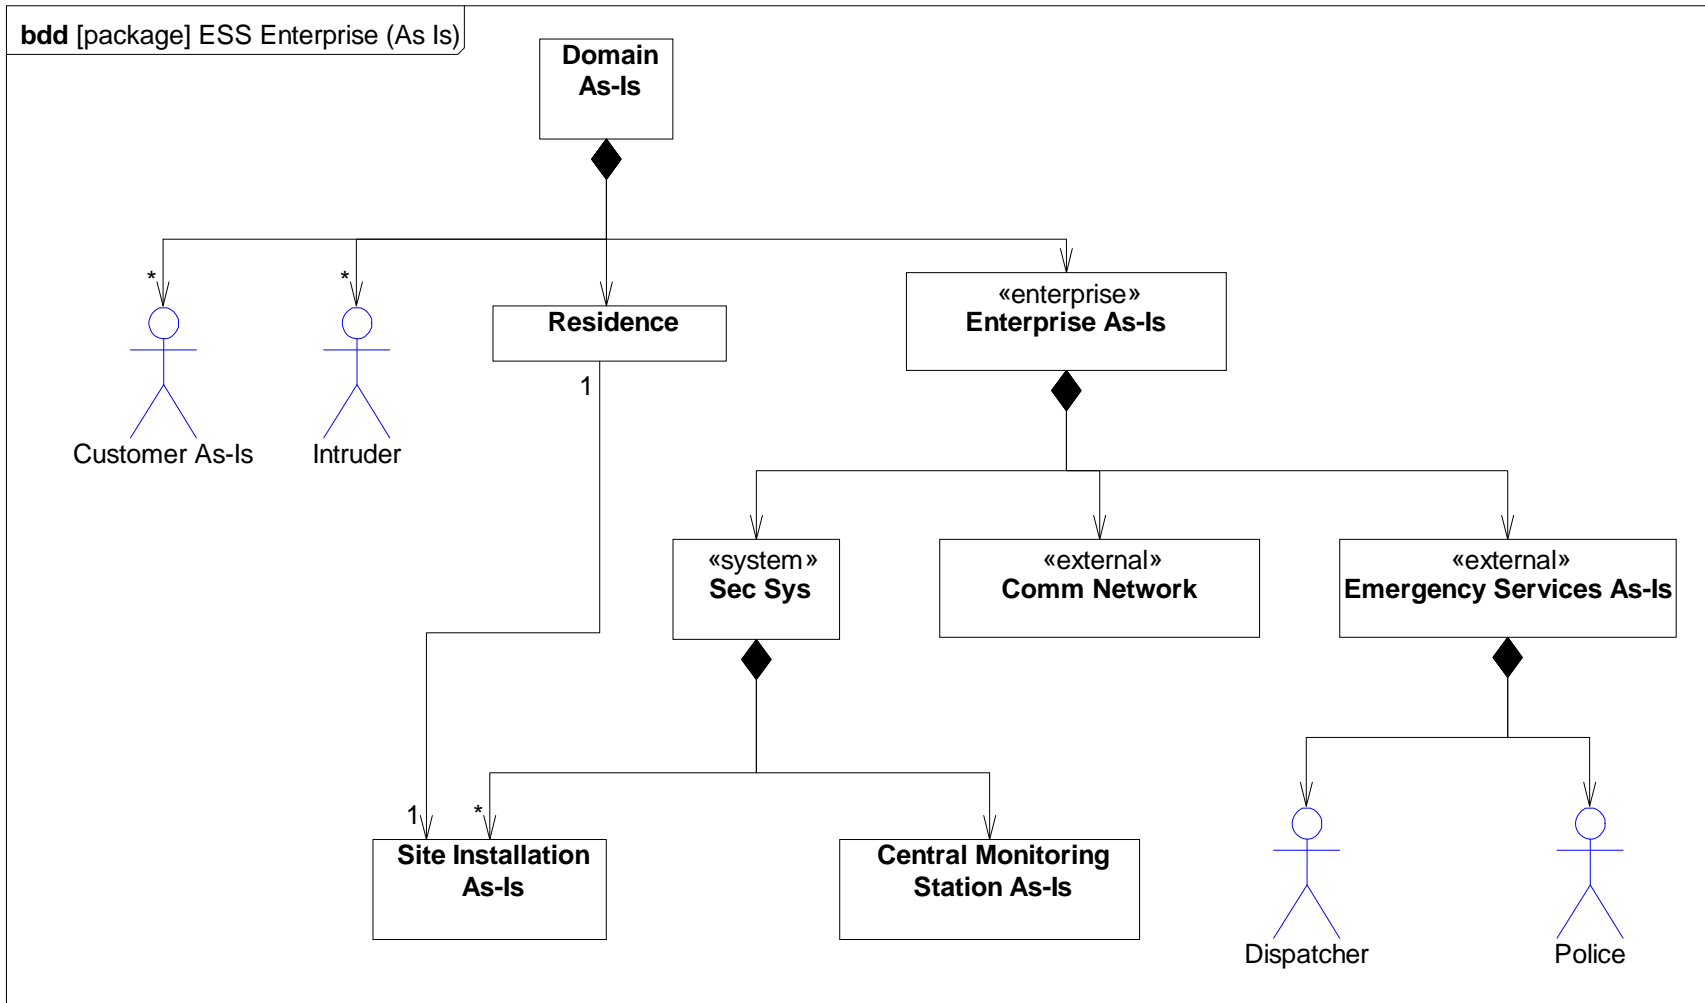 bdd [package] ESS Enterprise (As Is)
Domain
As-Is
*
*
«enterprise»
Enterprise As-Is
Residence
1
Customer As-Is
Intruder
«system»
Sec Sys
«external»
Comm Network
«external»
Emergency Services As-Is
1
*
Site Installation
As-Is
Central Monitoring
Station As-Is
Dispatcher
Police